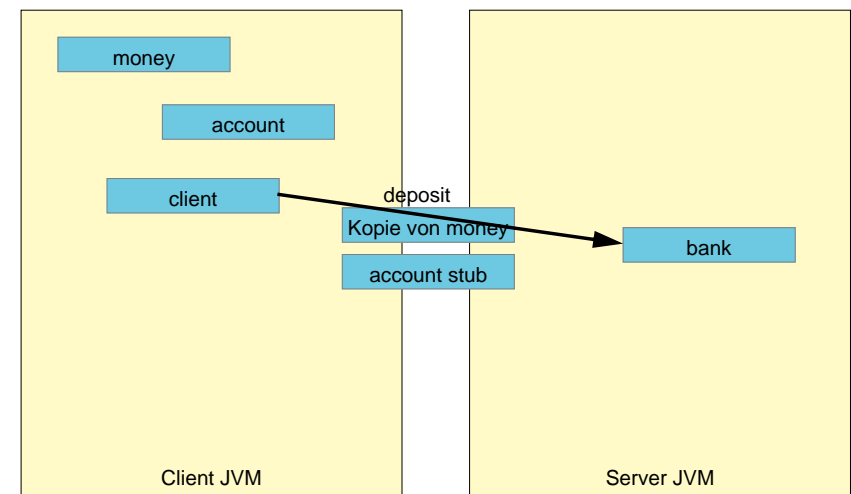 money
account
client
deposit
Kopie von money
bank
account stub
Client JVM
Server JVM